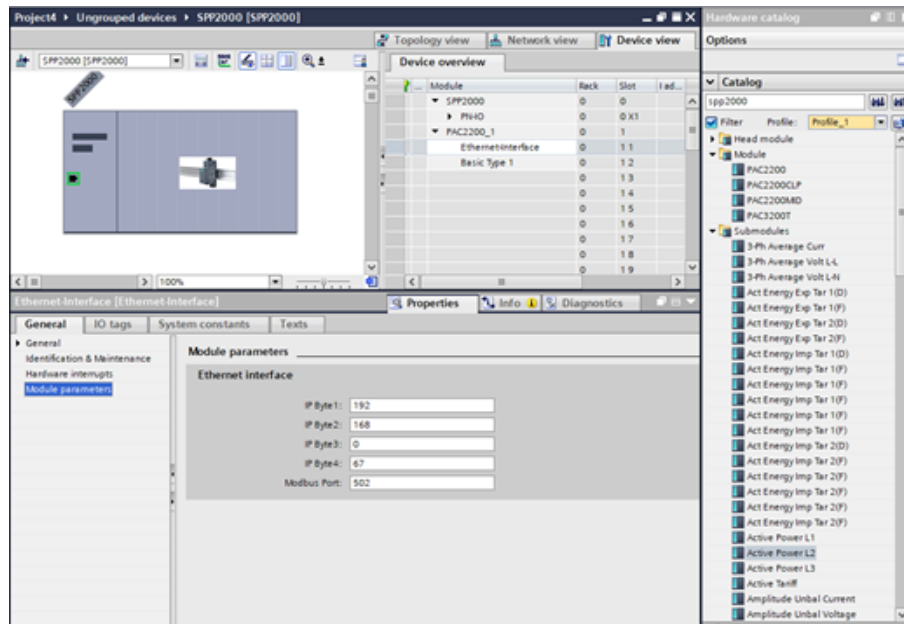 Project4 ▸ Ungrouped devices ▸ SPP2000 [SPP2000]
Topology view
Network view
Device view
SPP2000 [SPP2000]
SPP2000
100%
Device overview
... Module Rack Slot I ad...
SPP2000 0 0
PN-IO 0 0 X1
PAC2200_1 0 1
Ethernet-Interface 0 1 1
Basic Type 1 0 1 2
0 1 3
0 1 4
0 1 5
0 1 6
0 1 7
0 1 8
0 1 9
Ethernet-Interface [Ethernet-Interface]
Properties
Info
Diagnostics
General
IO tags
System constants
Texts
General
Identification & Maintenance
Hardware interrupts
Module parameters
Module parameters
Ethernet interface
IP Byte1: 192
IP Byte2: 168
IP Byte3: 0
IP Byte4: 67
Modbus Port: 502
Hardware catalog
Options
Catalog
spp2000
Filter Profile: Profile_1
Head module
Module
PAC2200
PAC2200CLP
PAC2200MID
PAC3200T
Submodules
3-Ph Average Curr
3-Ph Average Volt L-L
3-Ph Average Volt L-N
Act Energy Exp Tar 1(D)
Act Energy Exp Tar 1(F)
Act Energy Exp Tar 2(D)
Act Energy Exp Tar 2(F)
Act Energy Imp Tar 1(D)
Act Energy Imp Tar 1(F)
Act Energy Imp Tar 1(F)
Act Energy Imp Tar 1(F)
Act Energy Imp Tar 1(F)
Act Energy Imp Tar 1(F)
Act Energy Imp Tar 2(D)
Act Energy Imp Tar 2(F)
Act Energy Imp Tar 2(F)
Act Energy Imp Tar 2(F)
Act Energy Imp Tar 2(F)
Act Energy Imp Tar 2(F)
Active Power L1
Active Power L2
Active Power L3
Active Tariff
Amplitude Unbal Current
Amplitude Unbal Voltage